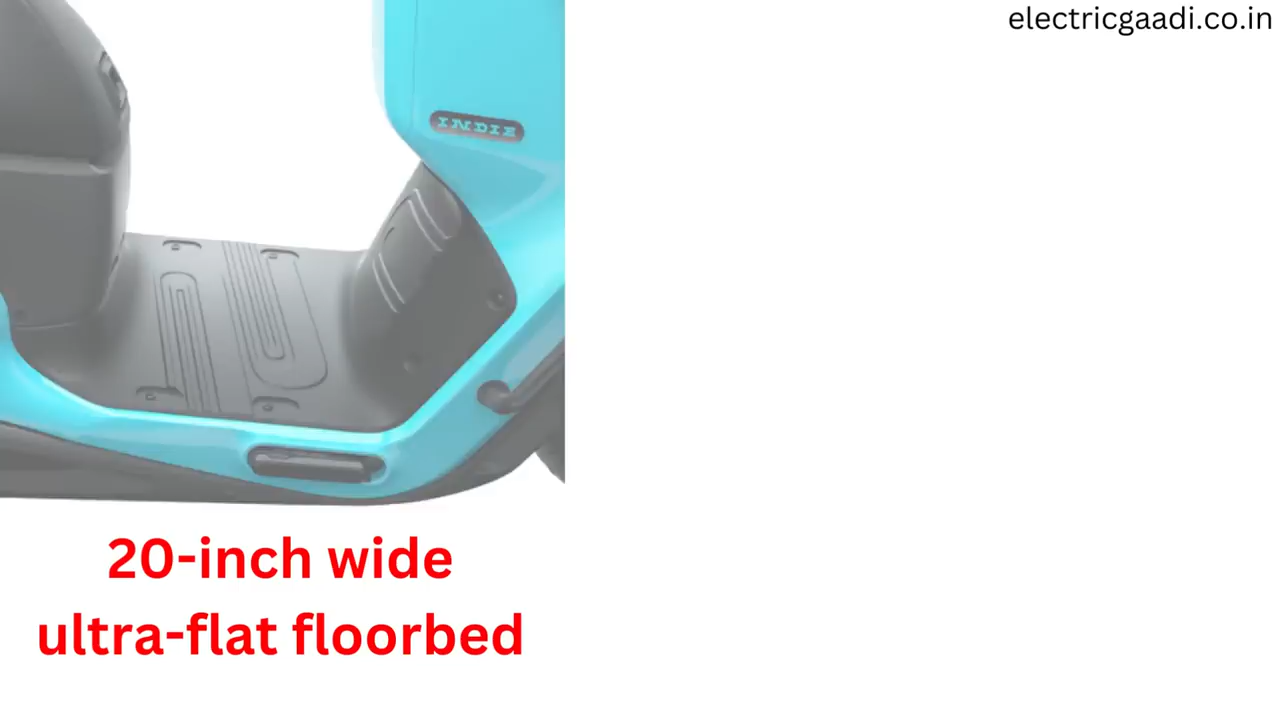 electricgaadi.co.in
INDIE
20-inch wide
ultra-flat floorbed